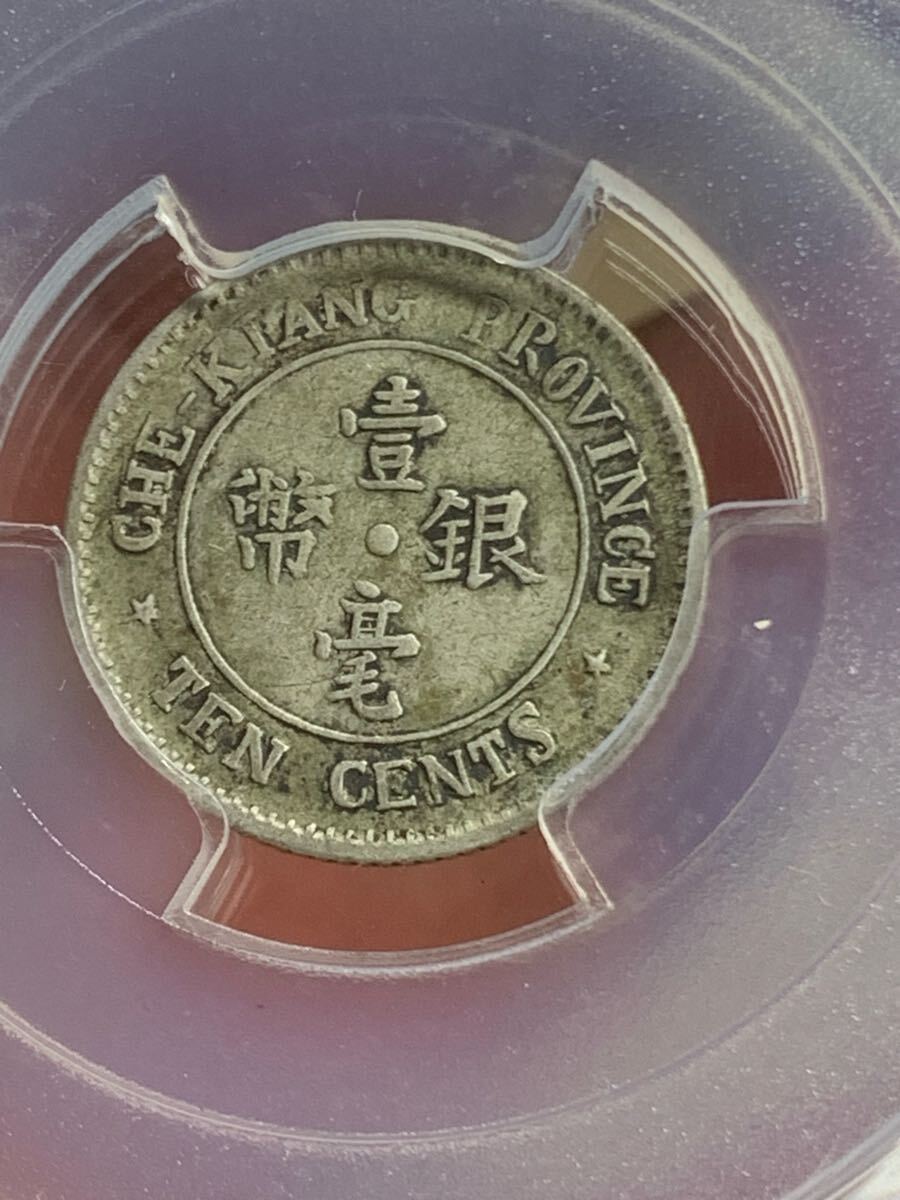 CHE-KIANG PROVINCE
壹毫銀幣
TEN CENTS